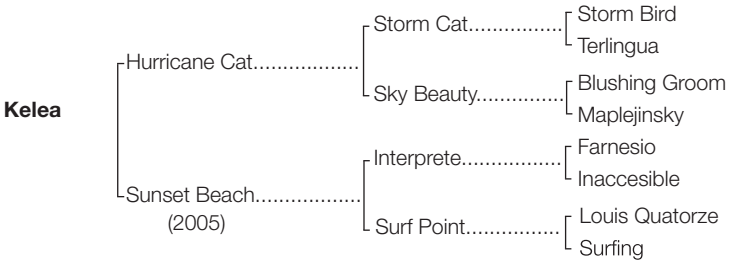 Storm Bird
Storm Cat................
Terlingua
Hurricane Cat..................
Blushing Groom
Sky Beauty...............
Maplejinsky
Kelea
Farnesio
Interprete.................
Inaccesible
Sunset Beach..................
(2005)
Louis Quatorze
Surf Point................
Surfing